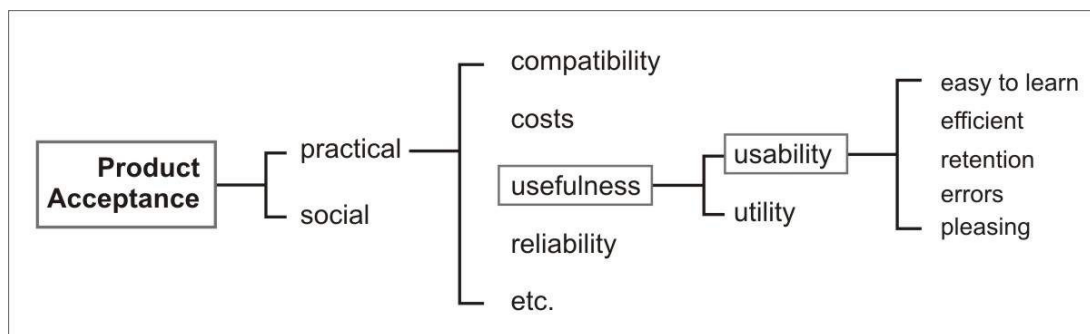 Product
Acceptance
practical
social
compatibility
costs
usefulness
reliability
etc.
usability
utility
easy to learn
efficient
retention
errors
pleasing